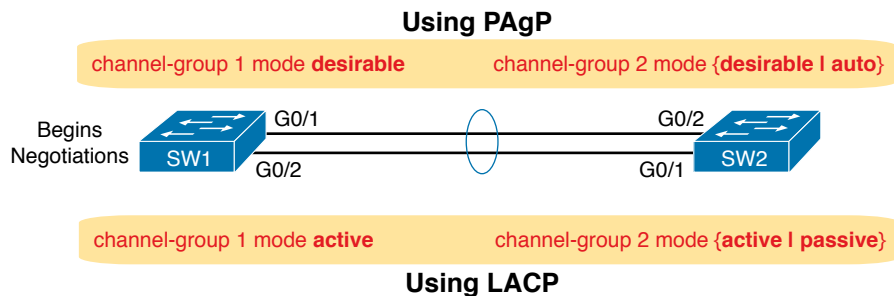 Using PAgP
channel-group 1 mode desirable
channel-group 2 mode {desirable | auto}
G0/1
G0/2
Begins
Negotiations
SW1
SW2
G0/2
G0/1
channel-group 1 mode active
channel-group 2 mode {active | passive}
Using LACP